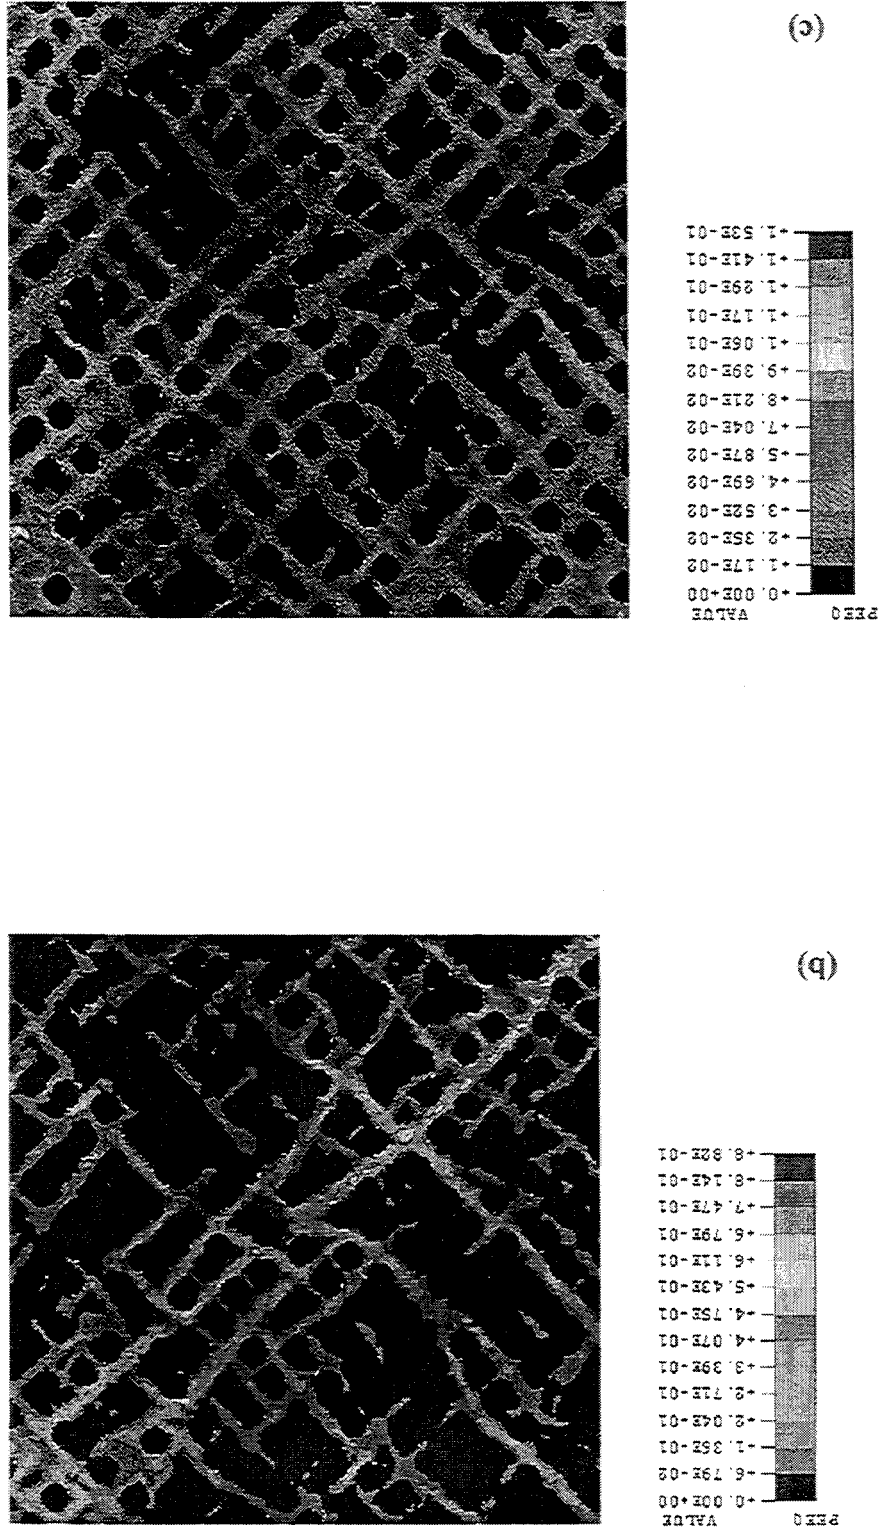 PEEQ VALUE
+0.00E+00
+6.79E-02
+1.36E-01
+2.04E-01
+2.71E-01
+3.39E-01
+4.07E-01
+4.75E-01
+5.43E-01
+6.11E-01
+6.79E-01
+7.47E-01
+8.14E-01
+8.82E-01
(b)
PEEQ VALUE
+0.00E+00
+1.17E-02
+2.35E-02
+3.52E-02
+4.69E-02
+5.87E-02
+7.04E-02
+8.21E-02
+9.39E-02
+1.06E-01
+1.17E-01
+1.29E-01
+1.41E-01
+1.53E-01
(c)